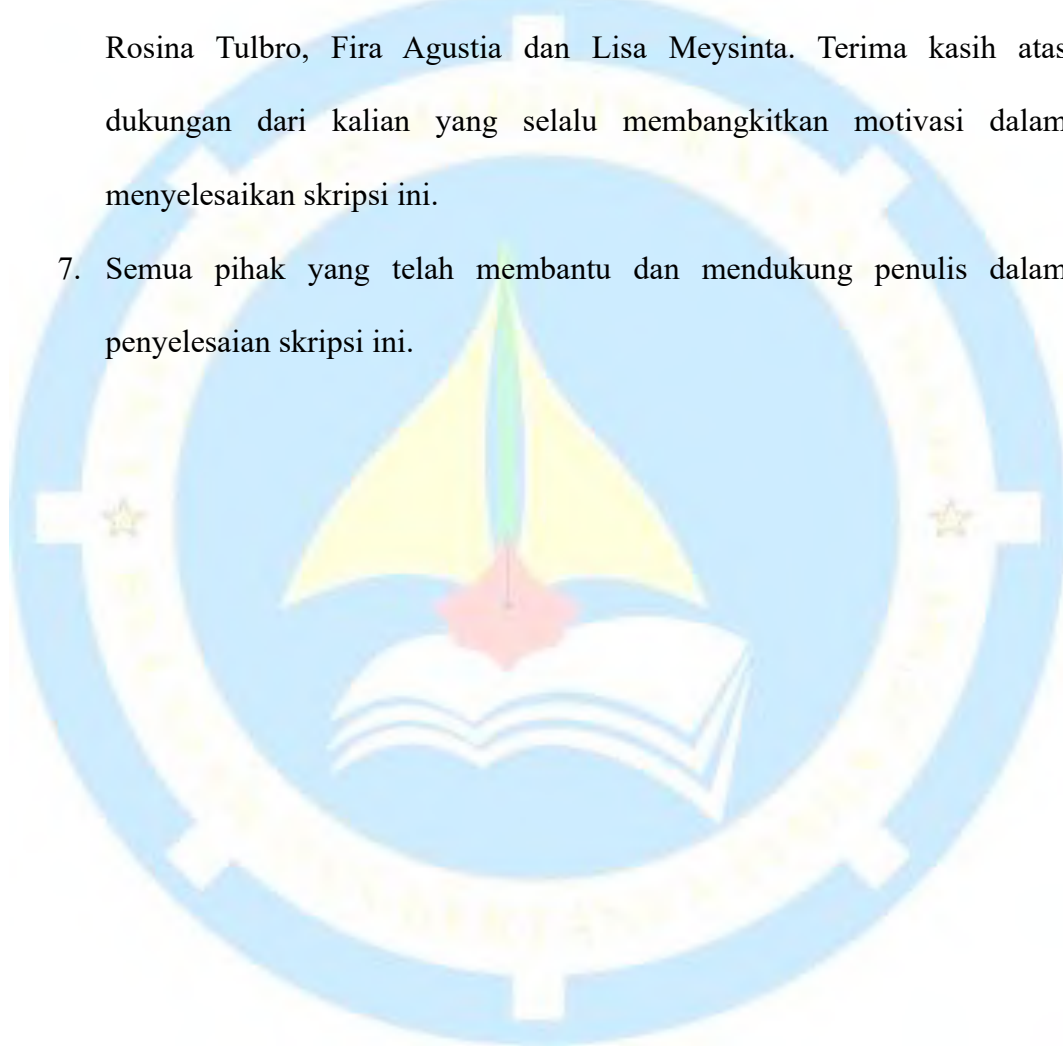 Rosina Tulbro, Fira Agustia dan Lisa Meysinta. Terima kasih atas
dukungan dari kalian yang selalu membangkitkan motivasi dalam
menyelesaikan skripsi ini.
7. Semua pihak yang telah membantu dan mendukung penulis dalam
penyelesaian skripsi ini.